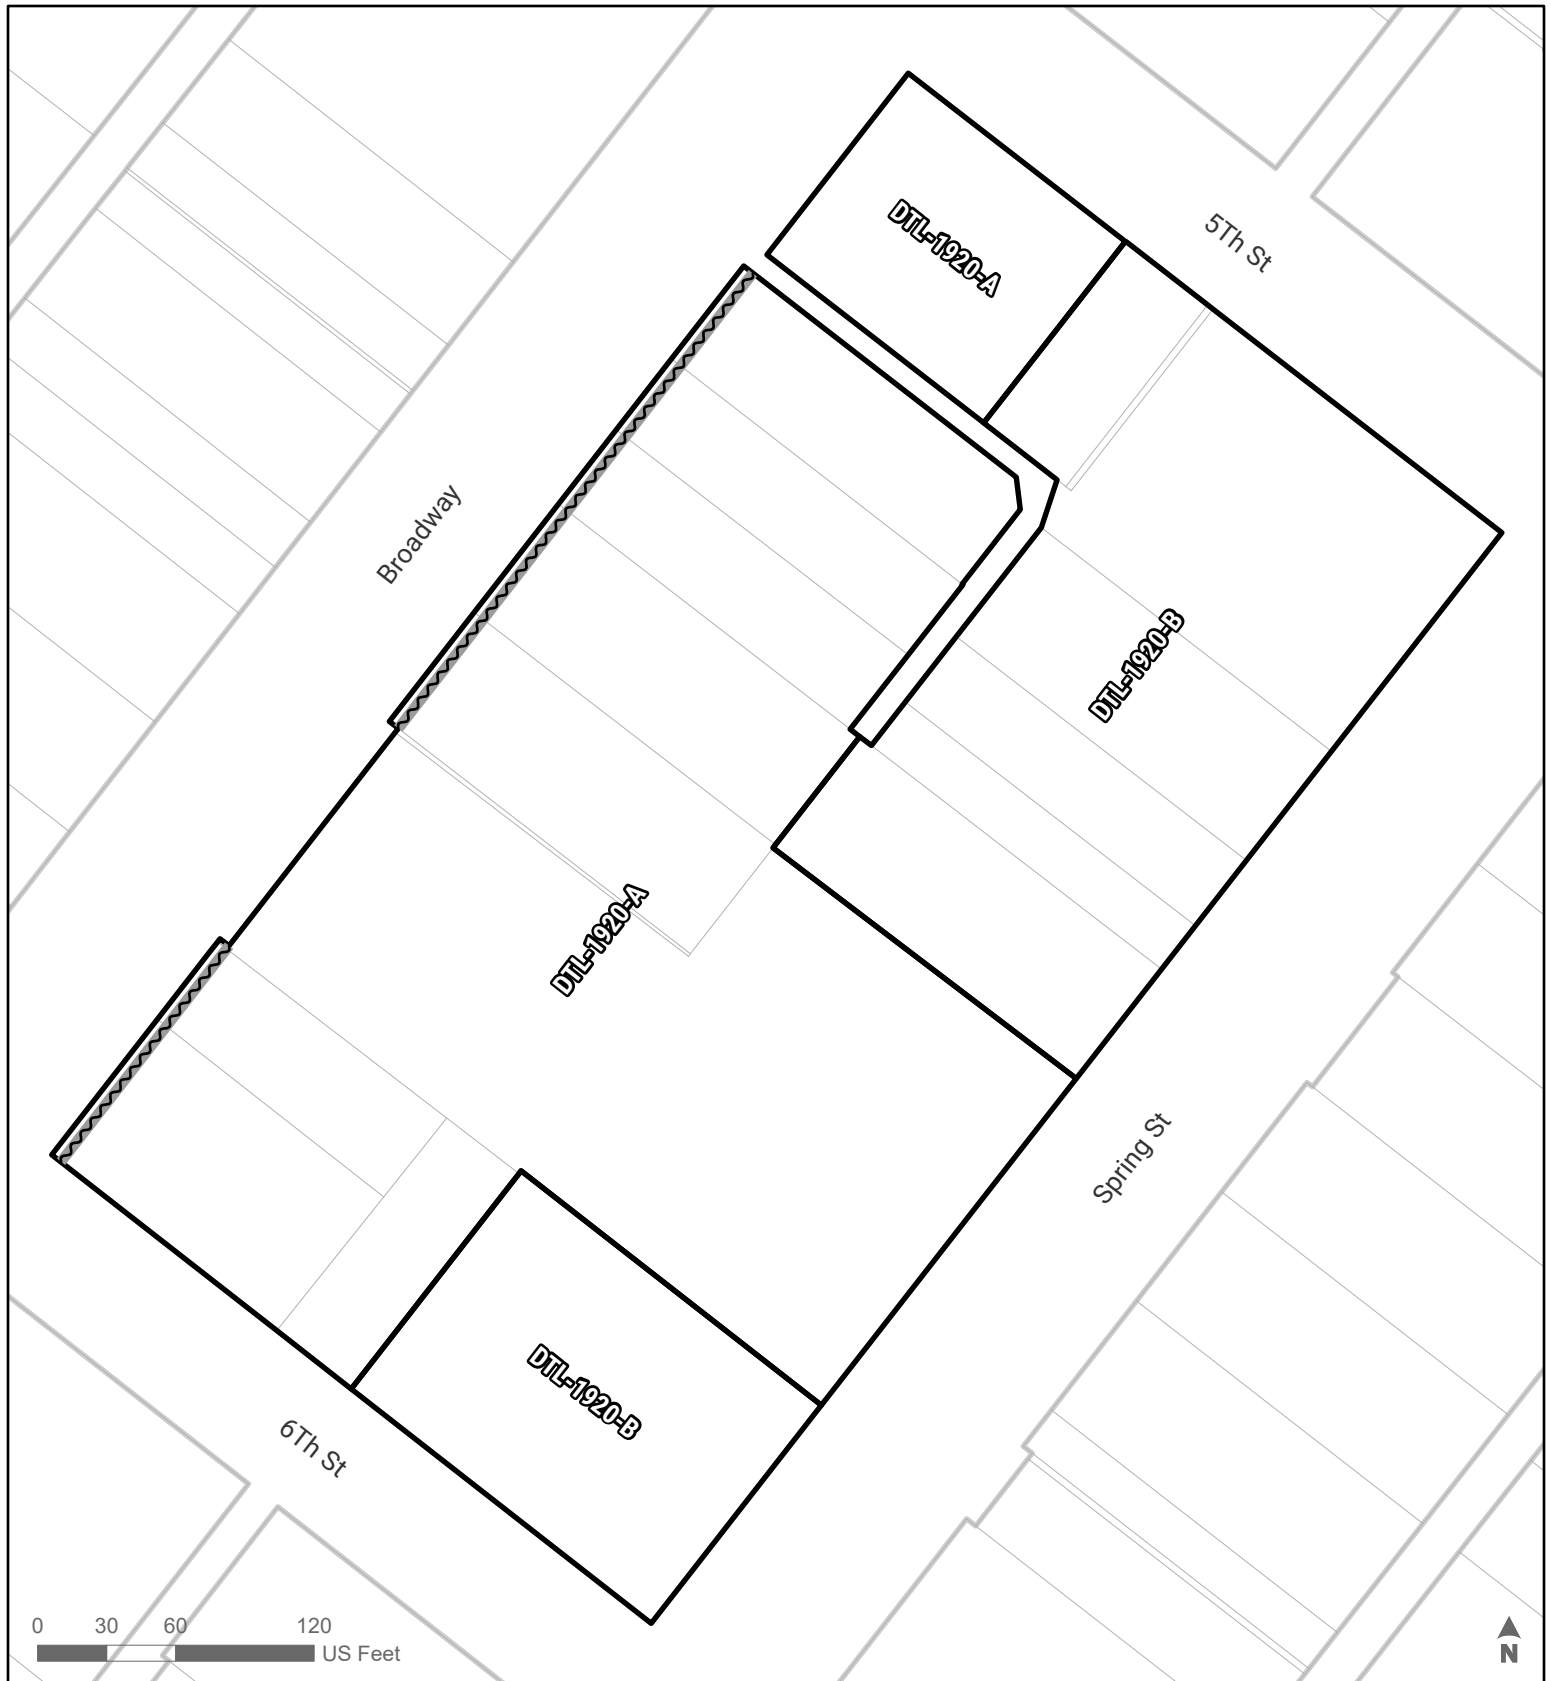 DTL-1920-A
5Th St
Broadway
DTL-1920-B
DTL-1920-A
Spring St
DTL-1920-B
6Th St
0 30 60 120
US Feet
N